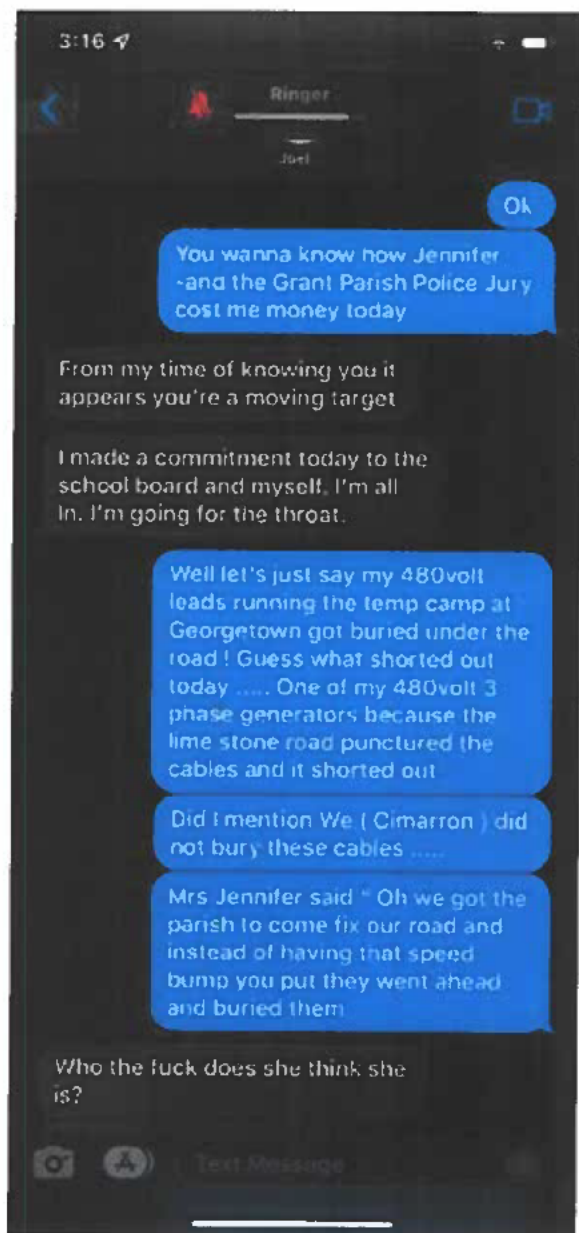 3:16
Ringer
Joel
Ok
You wanna know how Jennifer
-and the Grant Parish Police Jury
cost me money today
From my time of knowing you it
appears you're a moving target
I made a commitment today to the
school board and myself. I'm all
In. I'm going for the throat.
Well let's just say my 480volt
leads running the temp camp at
Georgetown got buried under the
road ! Guess what shorted out
today ..... One of my 480volt 3
phase generators because the
lime stone road punctured the
cables and it shorted out
Did I mention We ( Cimarron ) did
not bury these cables .....
Mrs Jennifer said " Oh we got the
parish to come fix our road and
instead of having that speed
bump you put they went ahead
and buried them
Who the fuck does she think she
is?
Text Message